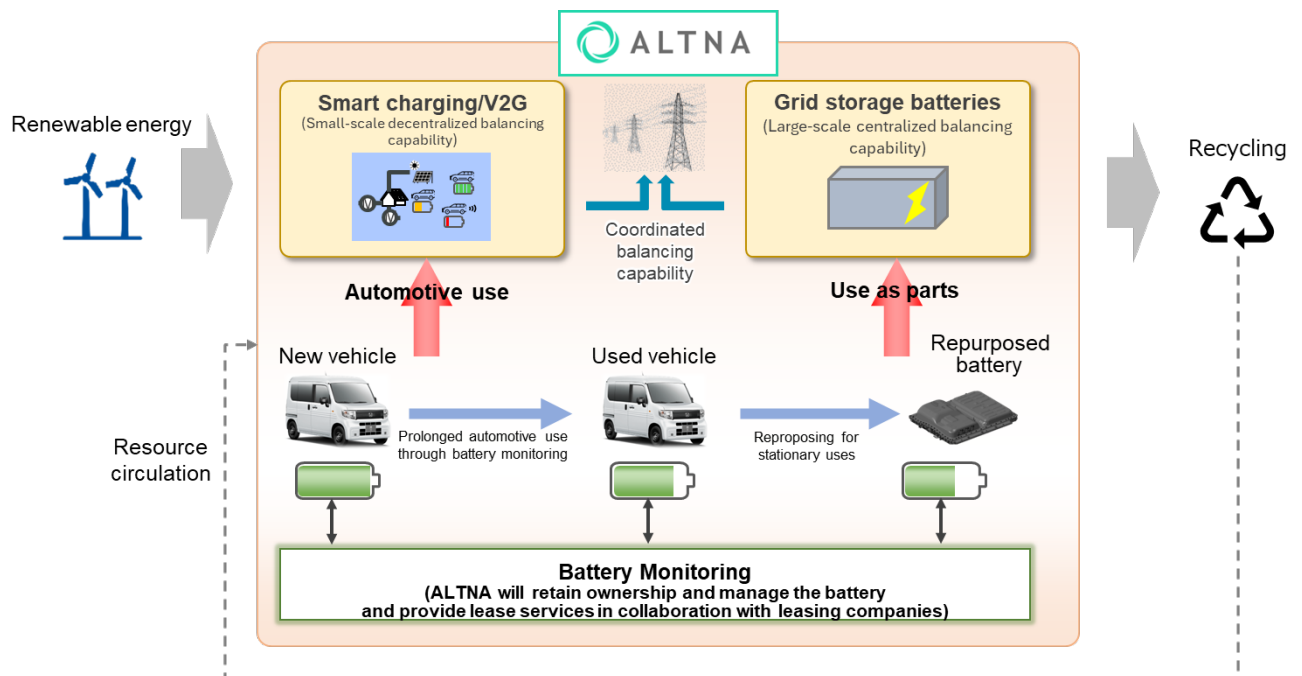 ALTNA
Renewable energy
Smart charging/V2G
(Small-scale decentralized balancing
capability)
V
V
Coordinated
balancing
capability
Grid storage batteries
(Large-scale centralized balancing
capability)
Recycling
Automotive use
Use as parts
New vehicle
Used vehicle
Repurposed
battery
Prolonged automotive use
through battery monitoring
Reproposing for
stationary uses
Resource
circulation
Battery Monitoring
(ALTNA will retain ownership and manage the battery
and provide lease services in collaboration with leasing companies)